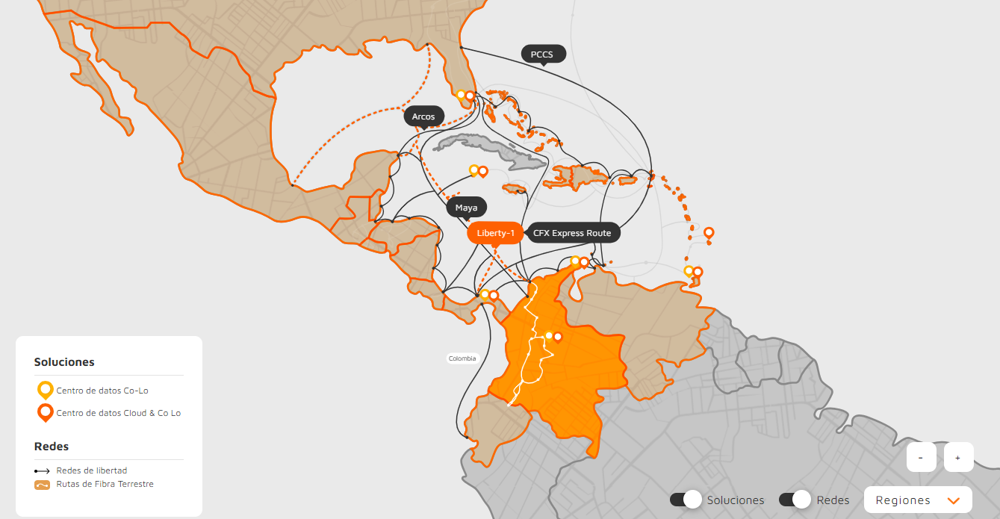 PCCS
Arcos
Maya
Liberty-1
CFX Express Route
Colombia
Soluciones
Centro de datos Co-Lo
Centro de datos Cloud & Co Lo
Redes
Redes de libertad
Rutas de Fibra Terrestre
-
+
Soluciones
Redes
Regiones